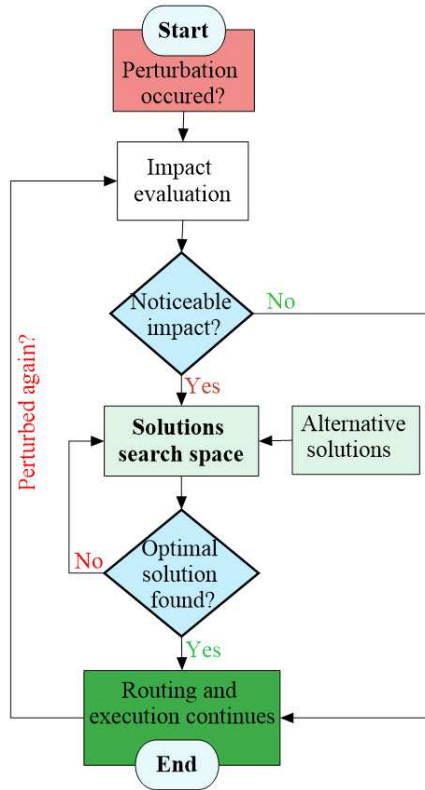 Start
Perturbation
occured?
Impact
evaluation
Noticeable
impact?
No
Yes
Perturbed again?
Solutions
search space
Alternative
solutions
No
Optimal
solution
found?
Yes
Routing and
execution continues
End